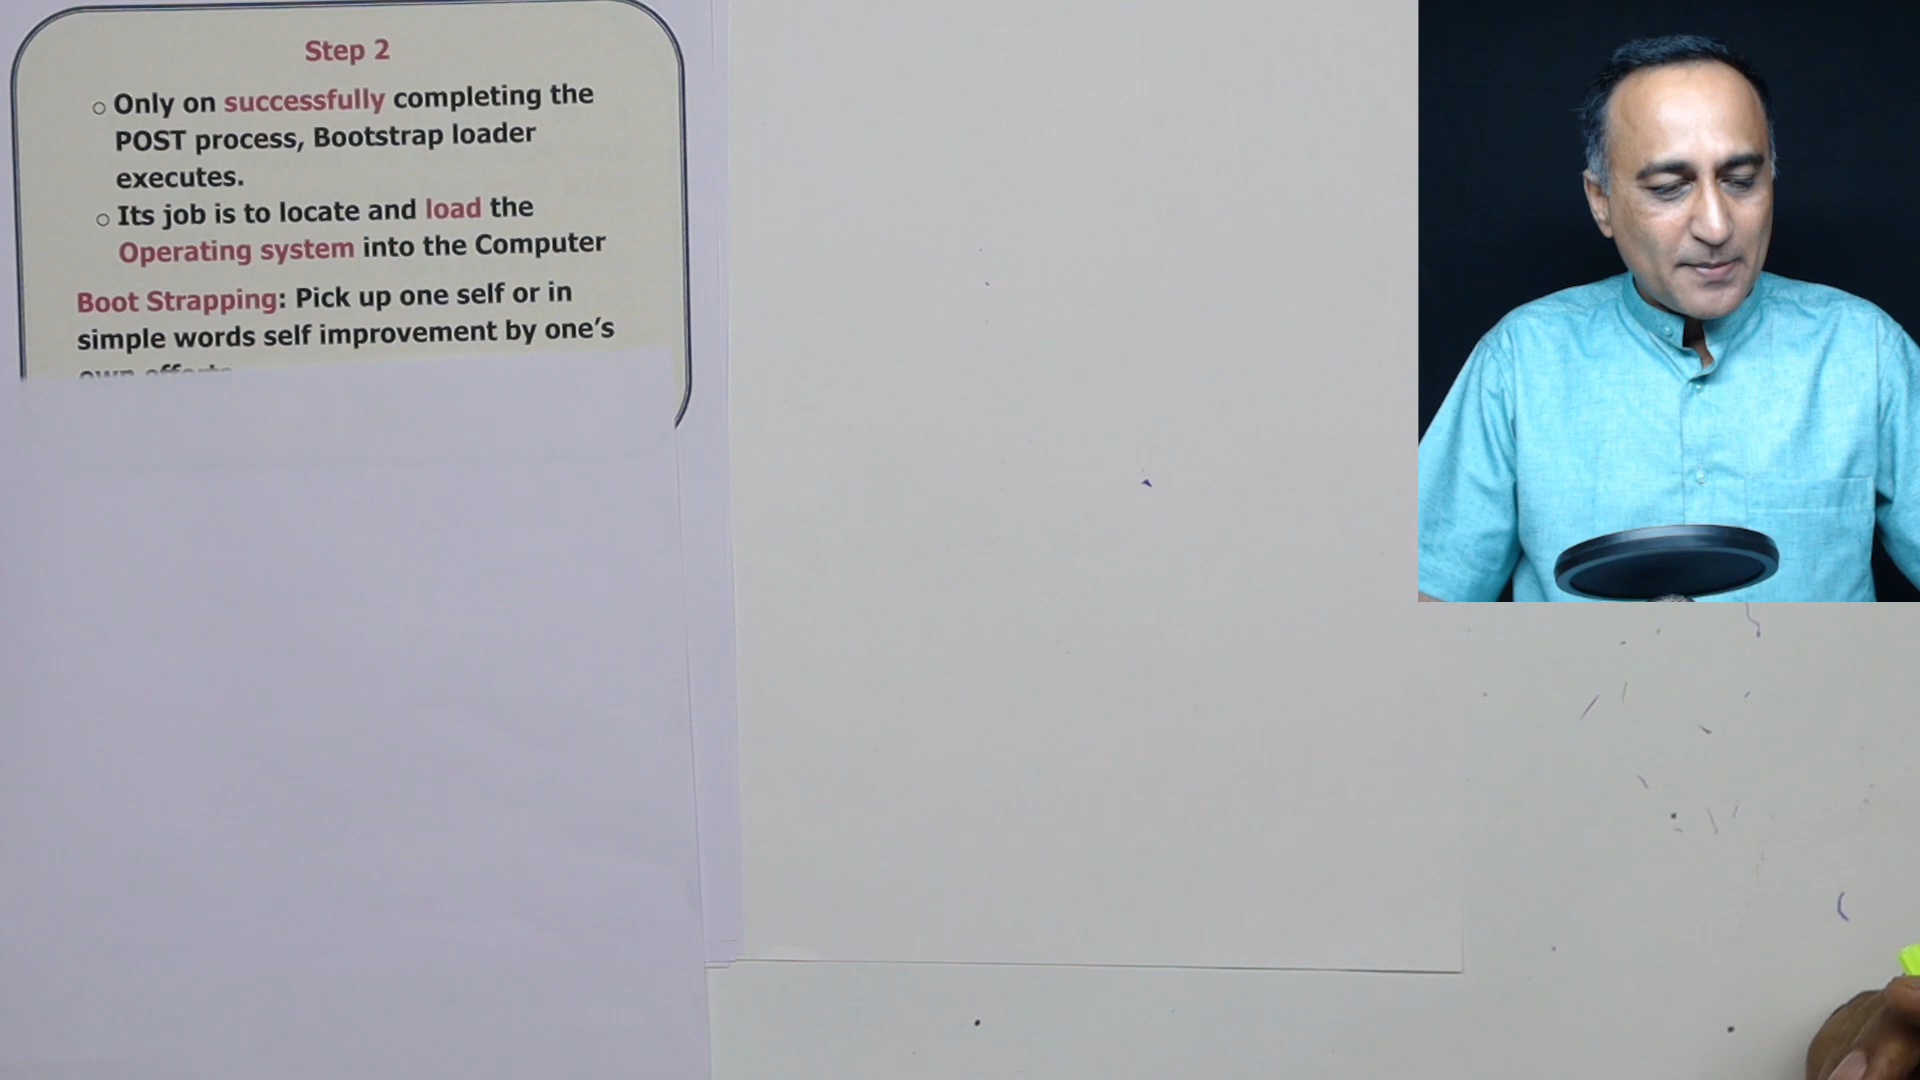 Step 2
○ Only on successfully completing the
POST process, Bootstrap loader
executes.
○ Its job is to locate and load the
Operating system into the Computer
Boot Strapping: Pick up one self or in
simple words self improvement by one's
own efforts